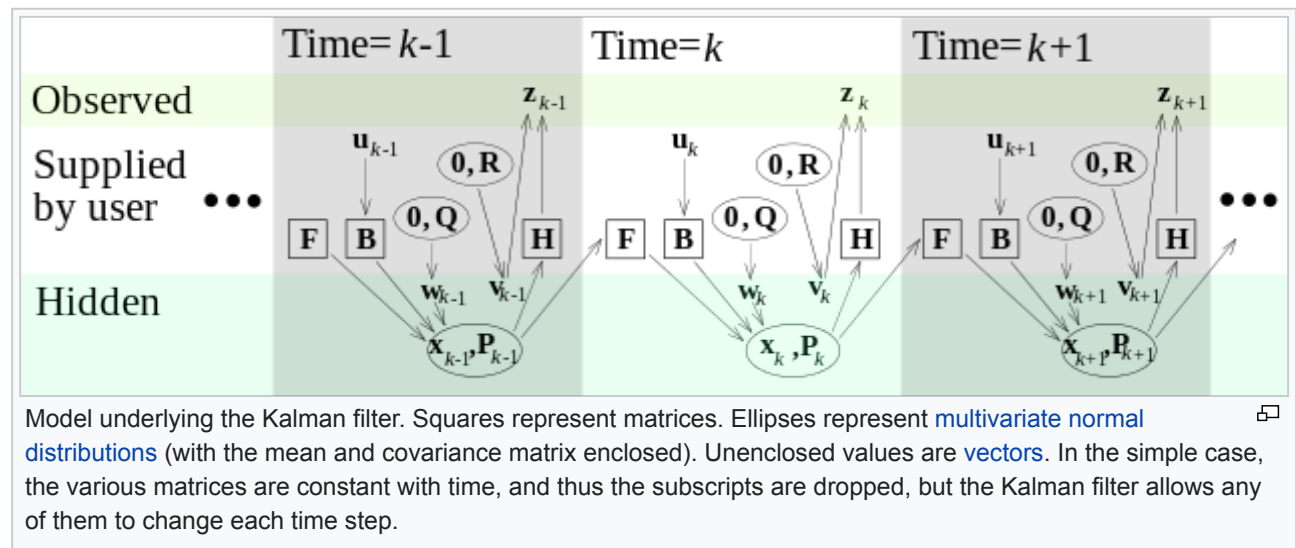 Time= k-1 Time= k Time= k+1
Observed z k-1 z k z k+1
u k-1 u k u k+1
Supplied by user ••• 0,R 0,R 0,R •••
0,Q 0,Q 0,Q
F B H F B H F B H
Hidden w k-1 v k-1 w k v k w k+1 v k+1
x k-1,P k-1 x k,P k x k+1,P k+1
Model underlying the Kalman filter. Squares represent matrices. Ellipses represent multivariate normal
distributions (with the mean and covariance matrix enclosed). Unenclosed values are vectors. In the simple case,
the various matrices are constant with time, and thus the subscripts are dropped, but the Kalman filter allows any
of them to change each time step.